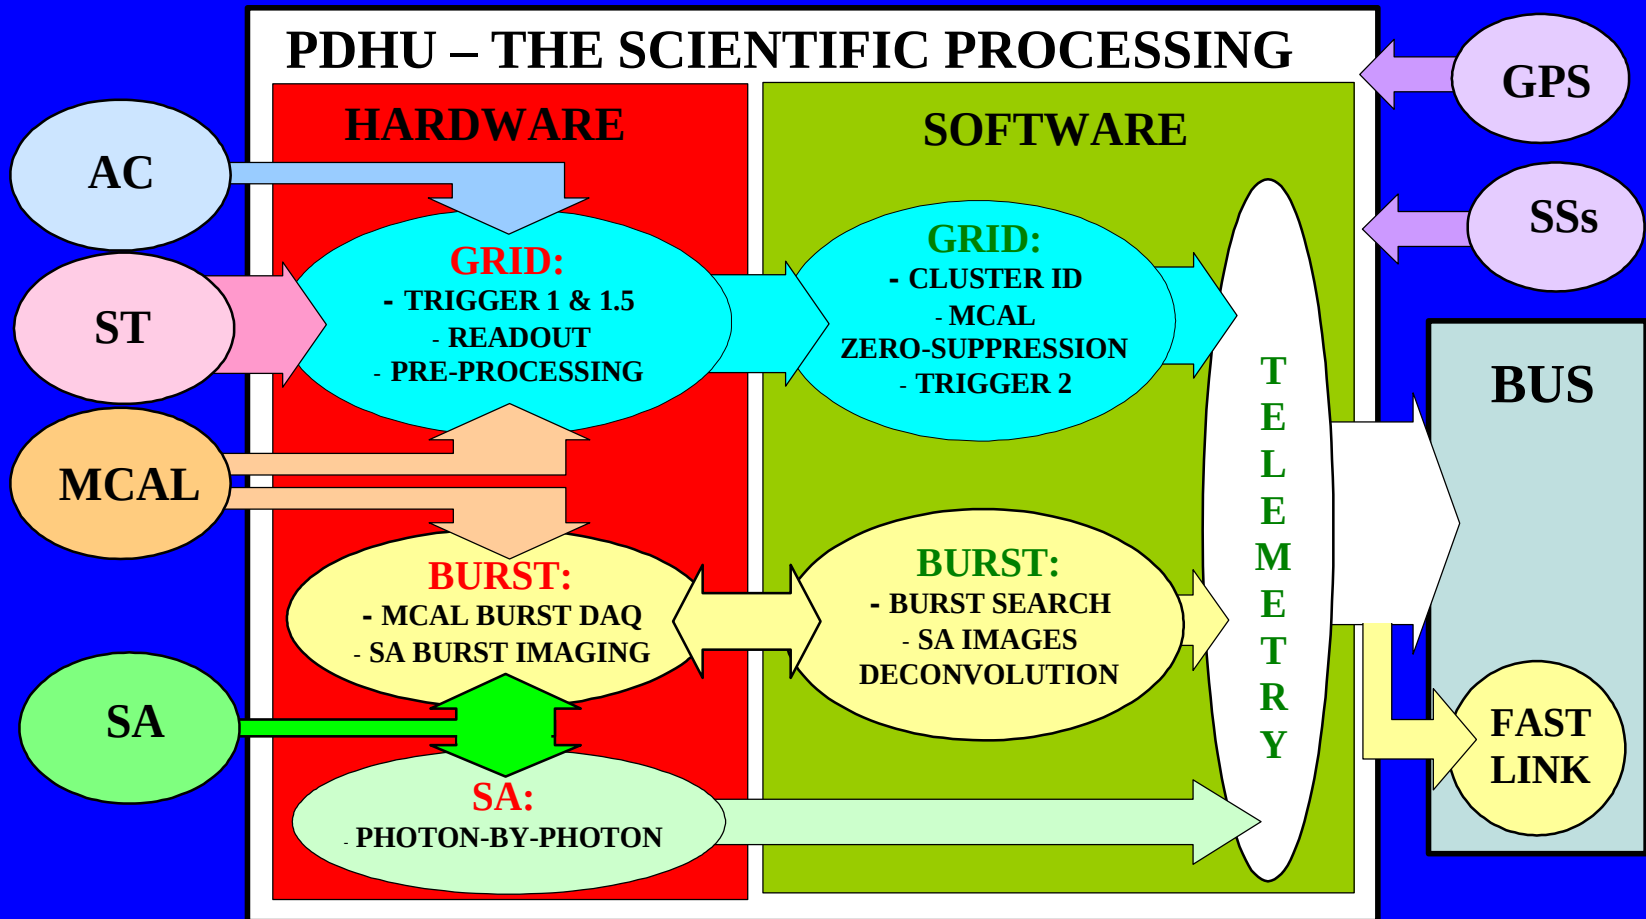 PDHU – THE SCIENTIFIC PROCESSING
HARDWARE
SOFTWARE
AC
ST
MCAL
SA
GRID:
- TRIGGER 1 & 1.5
- READOUT
- PRE-PROCESSING
BURST:
- MCAL BURST DAQ
- SA BURST IMAGING
SA:
- PHOTON-BY-PHOTON
GRID:
- CLUSTER ID
- MCAL
ZERO-SUPPRESSION
- TRIGGER 2
BURST:
- BURST SEARCH
- SA IMAGES
DECONVOLUTION
T
E
L
E
M
E
T
R
Y
GPS
SSs
BUS
FAST
LINK